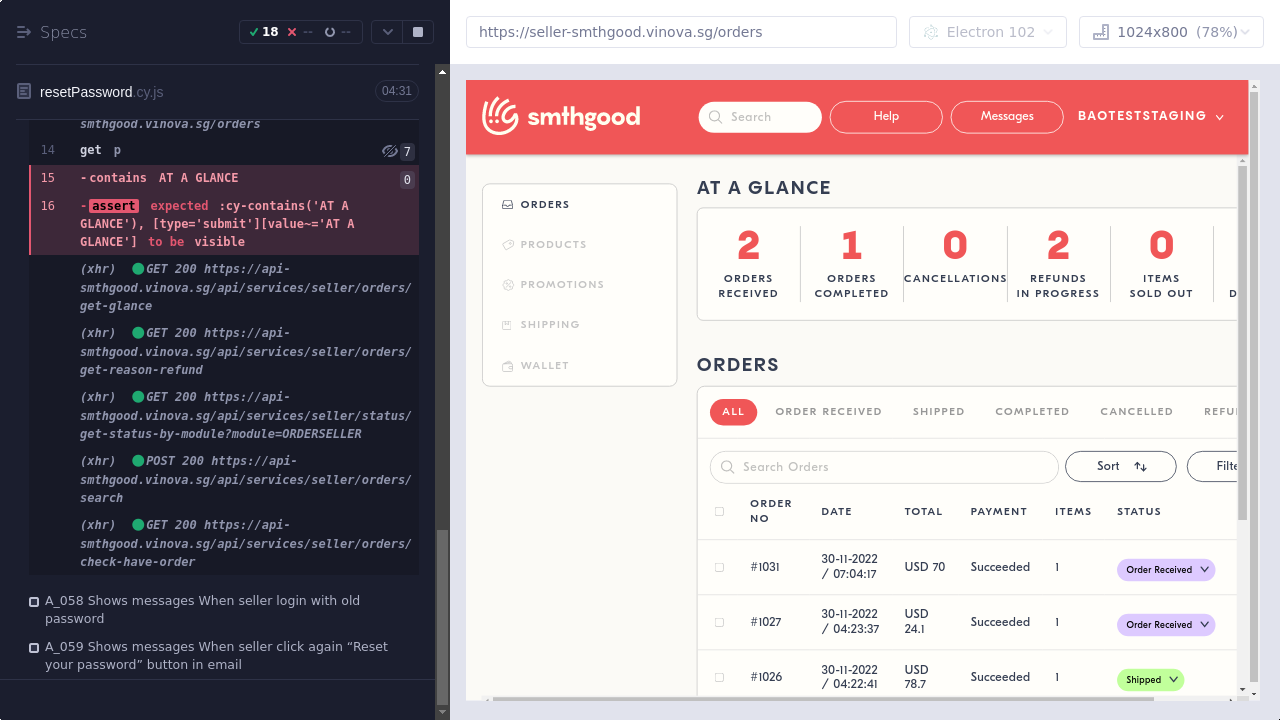 Specs
18
--
--
resetPassword.cy.js
04:31
smthgood.vinova.sg/orders
14 get p 7
15 -contains AT A GLANCE 0
16 -assert expected :cy-contains('AT A
GLANCE'), [type='submit'][value~='AT A
GLANCE'] to be visible
(xhr) GET 200 https://api-
smthgood.vinova.sg/api/services/seller/orders/
get-glance
(xhr) GET 200 https://api-
smthgood.vinova.sg/api/services/seller/orders/
get-reason-refund
(xhr) GET 200 https://api-
smthgood.vinova.sg/api/services/seller/status/
get-status-by-module?module=ORDERSELLER
(xhr) POST 200 https://api-
smthgood.vinova.sg/api/services/seller/orders/
search
(xhr) GET 200 https://api-
smthgood.vinova.sg/api/services/seller/orders/
check-have-order
A_058 Shows messages When seller login with old
password
A_059 Shows messages When seller click again “Reset
your password” button in email
https://seller-smthgood.vinova.sg/orders
Electron 102
1024x800 (78%)
smthgood
Search
Help
Messages
BAOTESTSTAGING
ORDERS
PRODUCTS
PROMOTIONS
SHIPPING
WALLET
AT A GLANCE
2 1 0 2 0
ORDERS RECEIVED
ORDERS COMPLETED
CANCELLATIONS
REFUNDS IN PROGRESS
ITEMS SOLD OUT
D
ORDERS
ALL ORDER RECEIVED SHIPPED COMPLETED CANCELLED REFU
Search Orders
Sort
Filte
ORDER NO DATE TOTAL PAYMENT ITEMS STATUS
#1031 30-11-2022 / 07:04:17 USD 70 Succeeded 1 Order Received
#1027 30-11-2022 / 04:23:37 USD 24.1 Succeeded 1 Order Received
#1026 30-11-2022 / 04:22:41 USD 78.7 Succeeded 1 Shipped